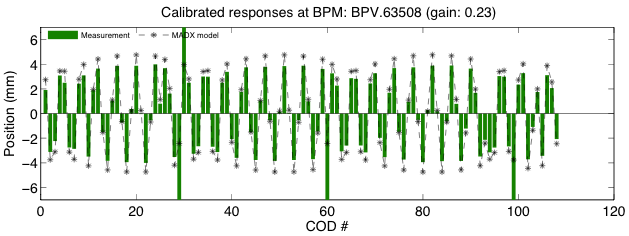 Calibrated responses at BPM: BPV.63508 (gain: 0.23)
Measurement MADX model
Position (mm)
6
4
2
0
−2
−4
−6
0 20 40 60 80 100 120
COD #